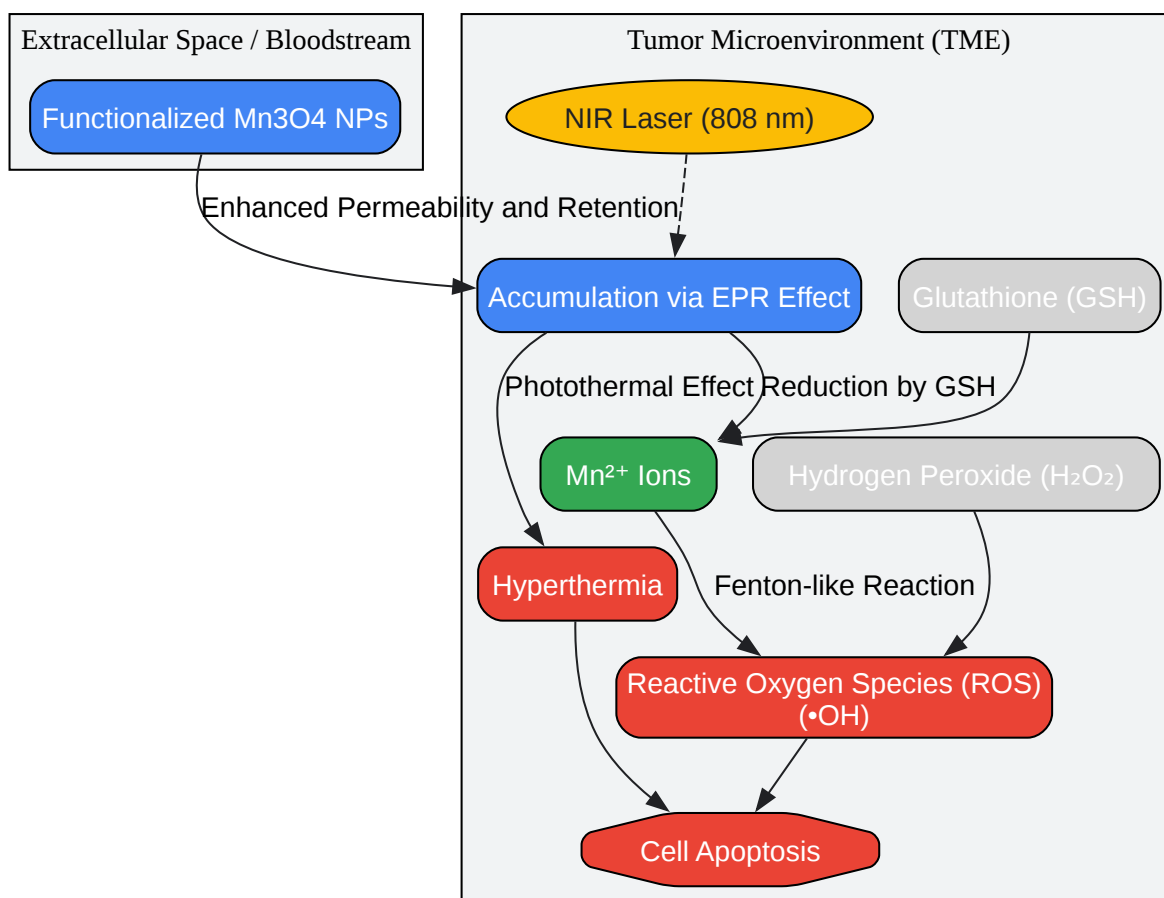 Extracellular Space / Bloodstream
Tumor Microenvironment (TME)
Functionalized Mn3O4 NPs
NIR Laser (808 nm)
Enhanced Permeability and Retention
Accumulation via EPR Effect
Glutathione (GSH)
Photothermal Effect
Reduction by GSH
Mn²⁺ Ions
Hydrogen Peroxide (H₂O₂)
Hyperthermia
Fenton-like Reaction
Reactive Oxygen Species (ROS)
(•OH)
Cell Apoptosis